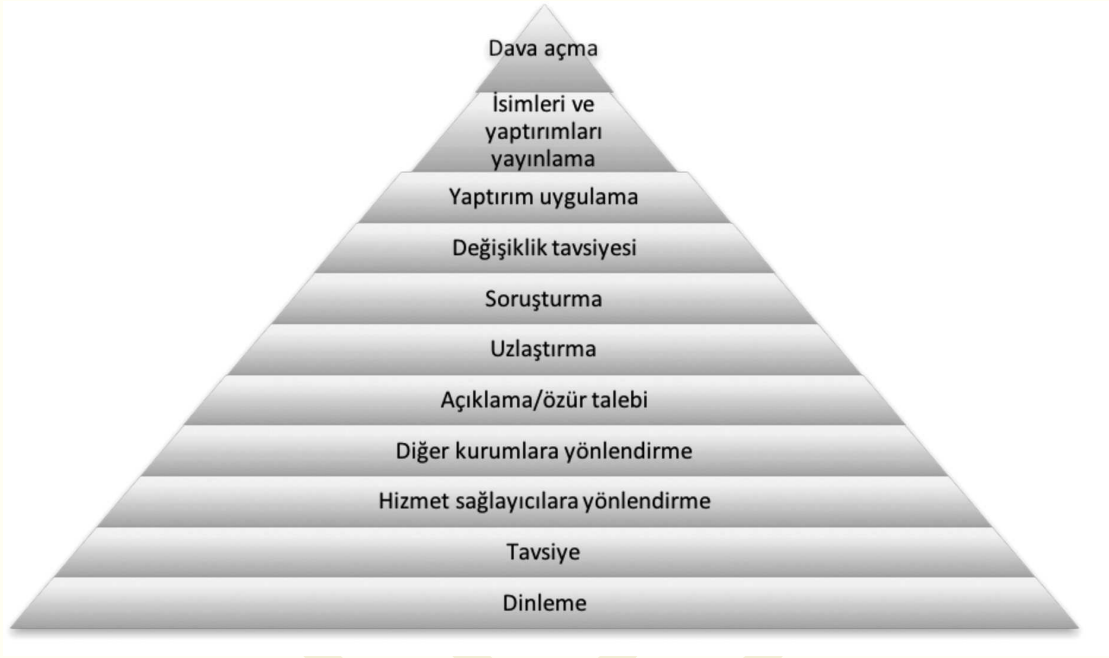 Dava açma
İsimleri ve
yaptırımları
yayınlama
Yaptırım uygulama
Değişiklik tavsiyesi
Soruşturma
Uzlaştırma
Açıklama/özür talebi
Diğer kurumlara yönlendirme
Hizmet sağlayıcılara yönlendirme
Tavsiye
Dinleme